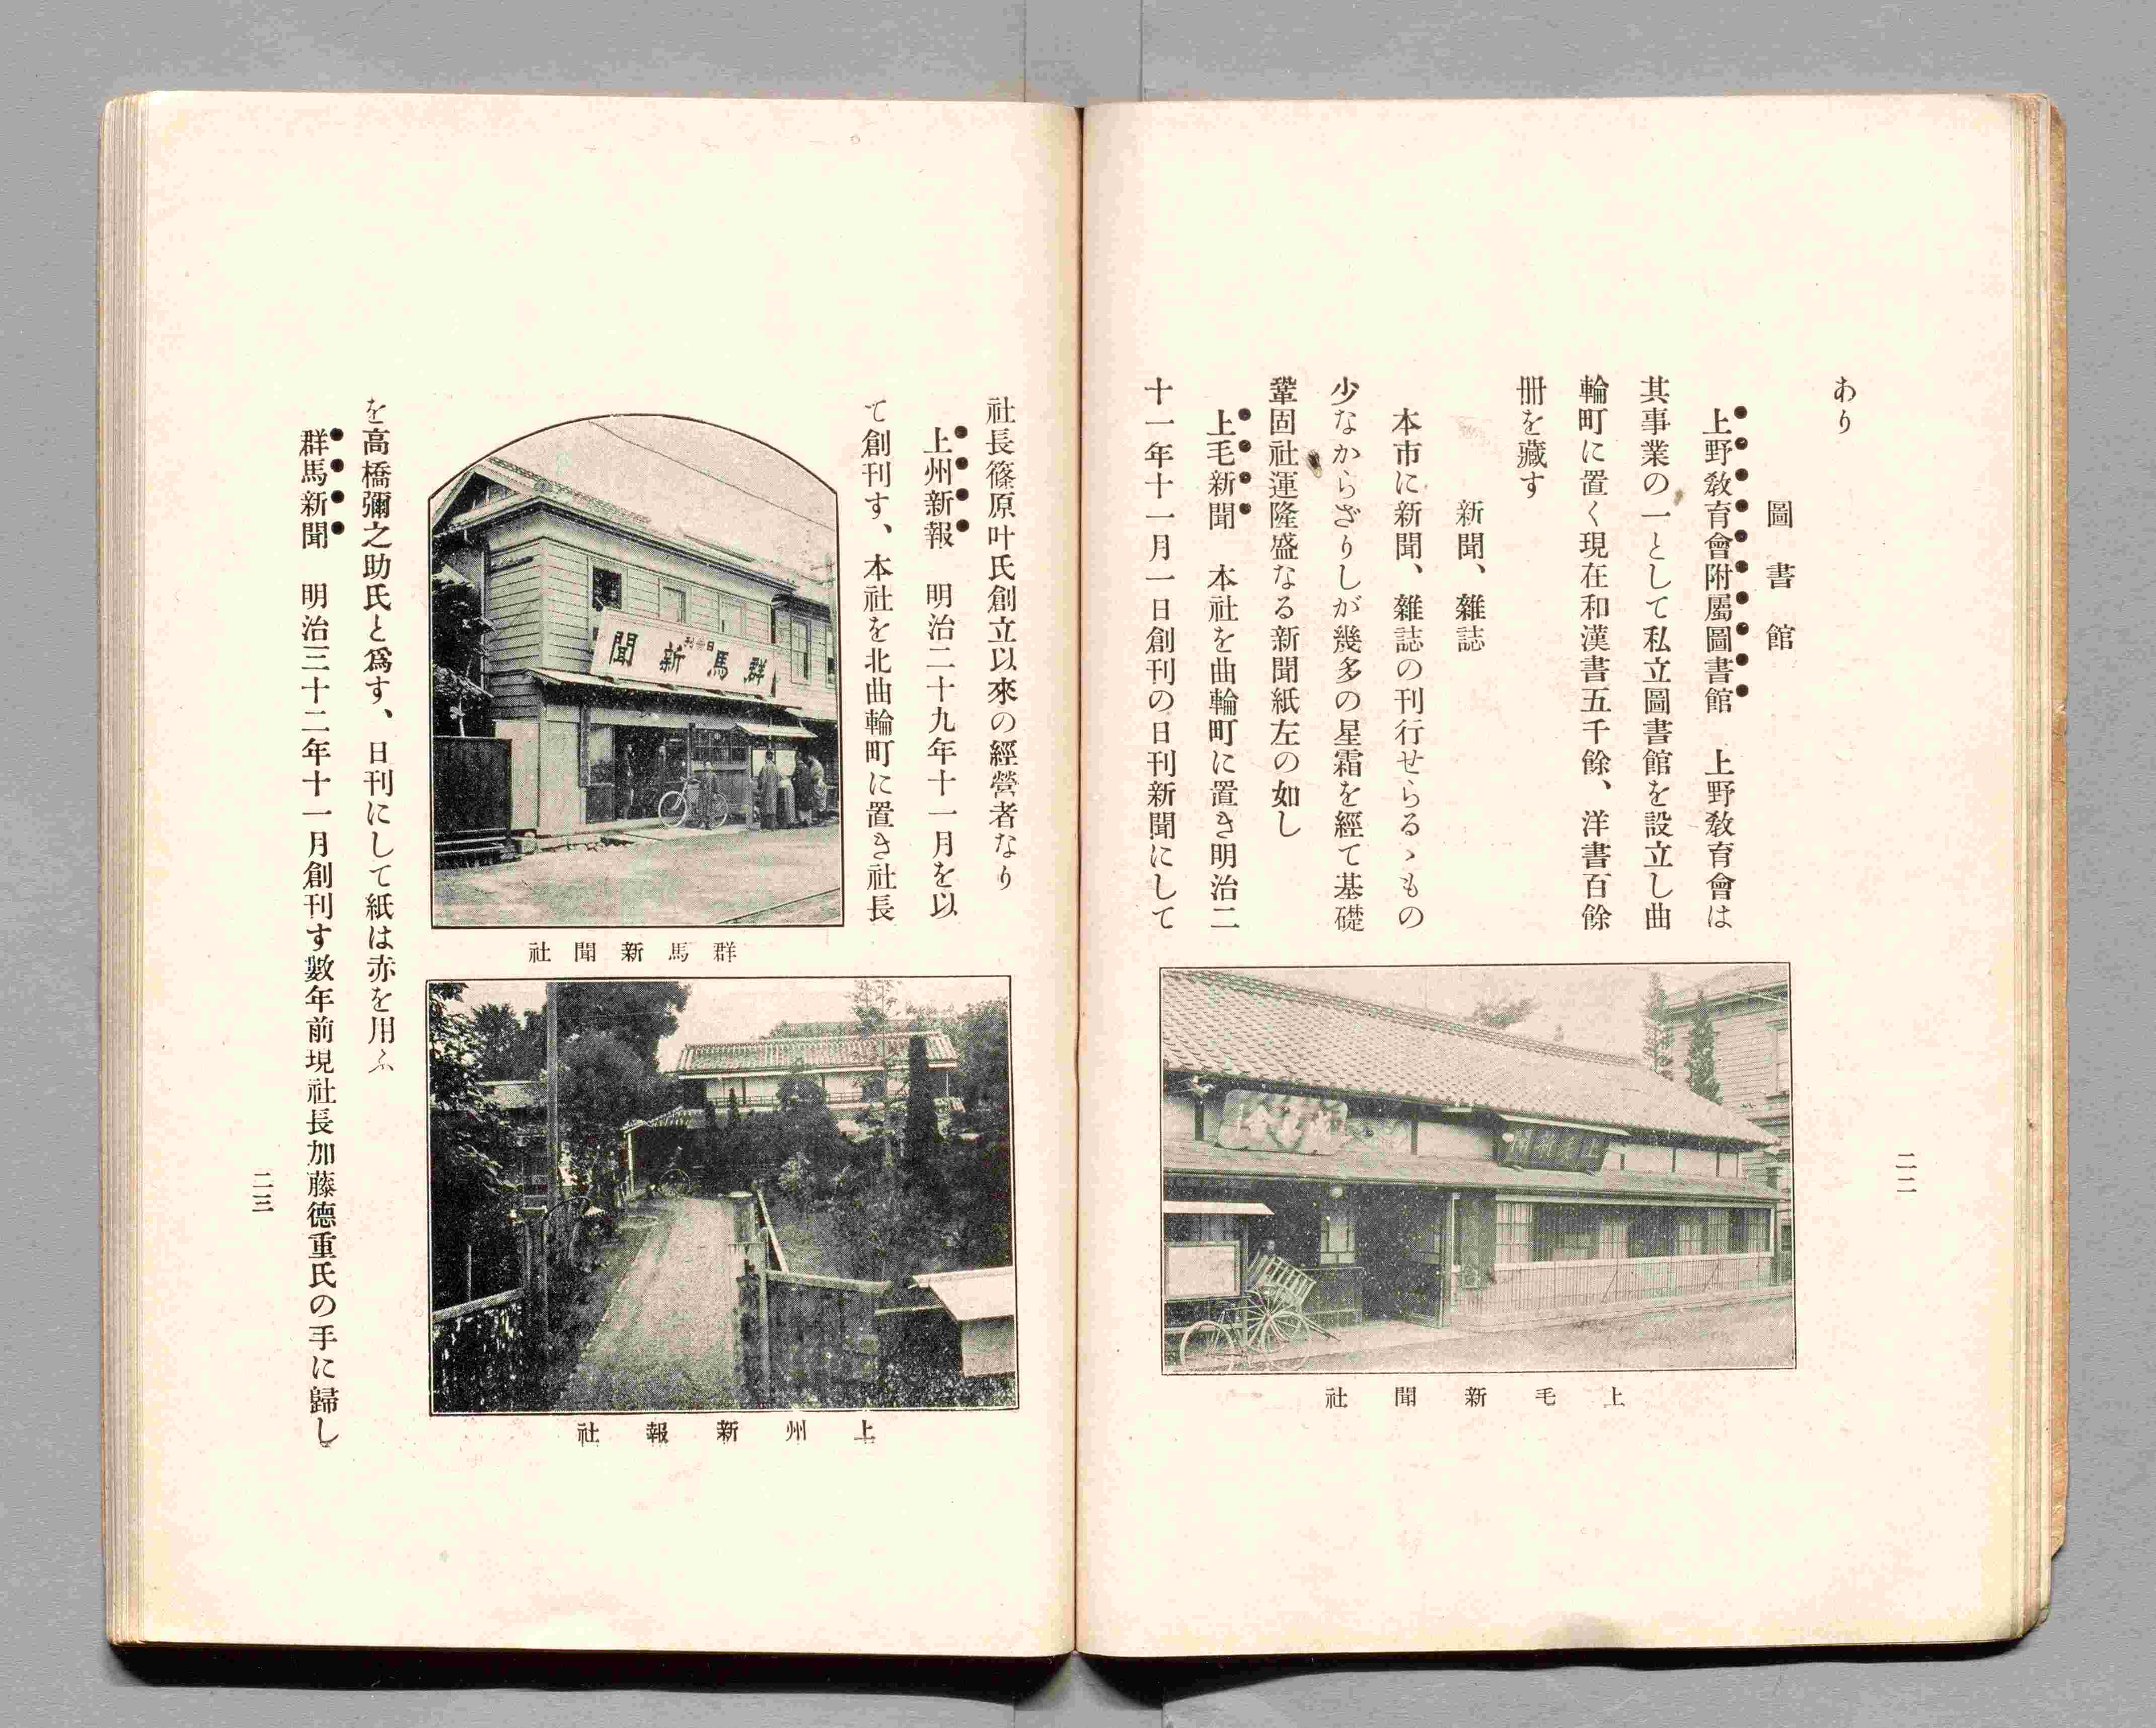 あり
圖書館
上野敎育會附屬圖書館　上野敎育會は
其事業の一として私立圖書館を設立し曲
輪町に置く現在和漢書五千餘、洋書百餘
冊を藏す
新聞、雜誌
本市に新聞、雜誌の刊行せらるゝもの
少なからざりしが幾多の星霜を經て基礎
鞏固社運隆盛なる新聞紙左の如し
上毛新聞　本社を曲輪町に置き明治二
十一年十一月一日創刊の日刊新聞にして
上毛新聞
上毛新聞社
二二
社長篠原叶氏創立以來の經營者なり
上州新報　明治二十九年十一月を以
て創刊す、本社を北曲輪町に置き社長
日刊
群馬新聞
群馬新聞社
上州新報社
を高橋彌之助氏と爲す、日刊にして紙は赤を用ふ
群馬新聞　明治三十二年十一月創刊す數年前現社長加藤德重氏の手に歸し
二三